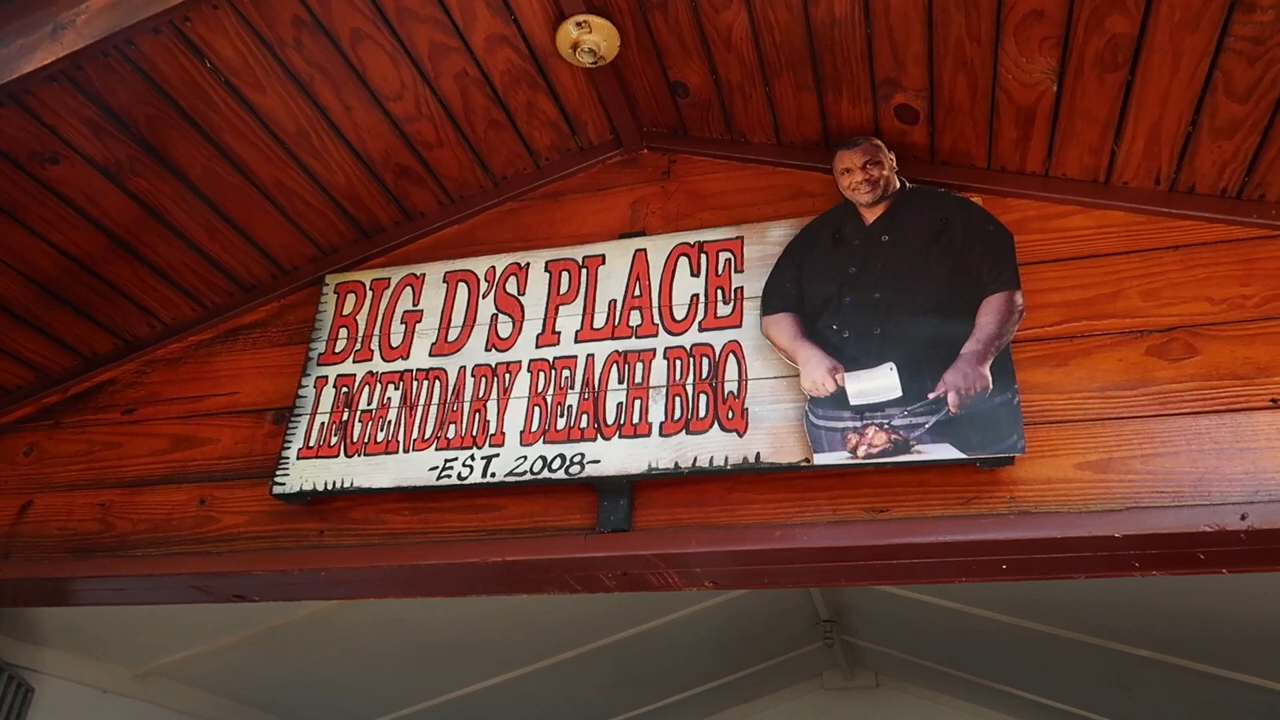 BIG D'S PLACE
LEGENDARY BEACH BBQ
-EST. 2008-